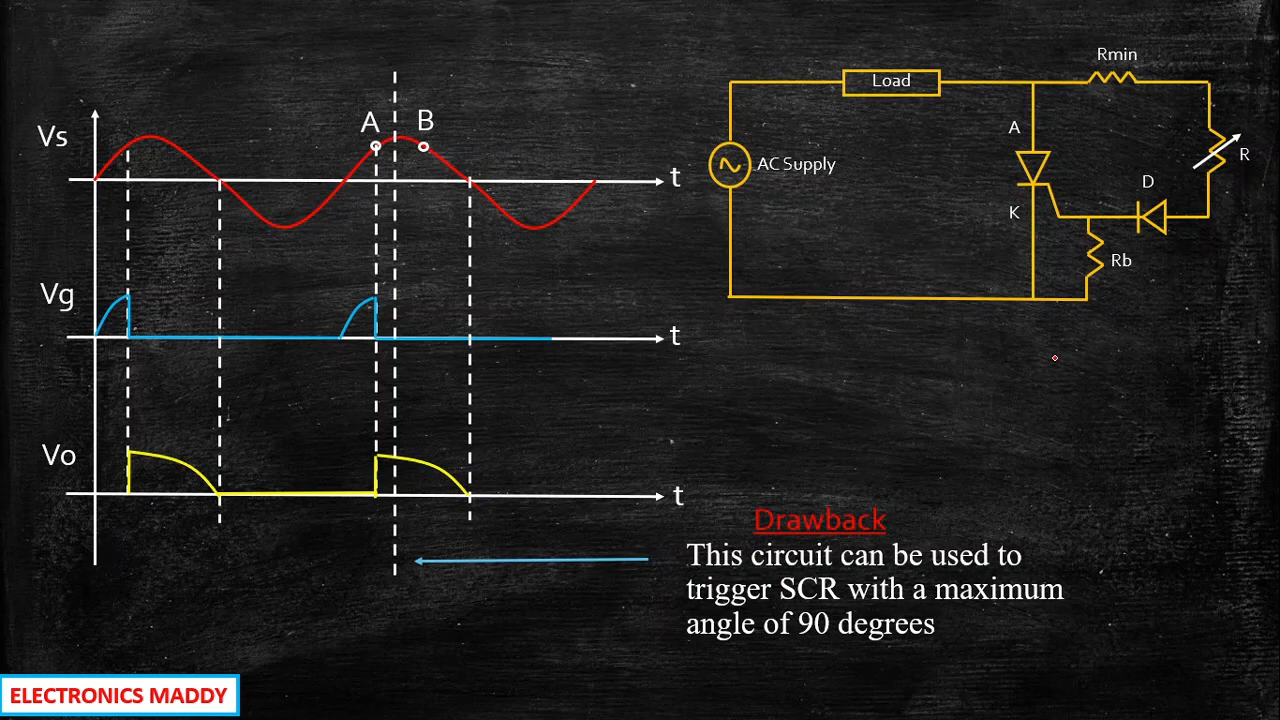 Rmin
Load
A
B
Vs
A
AC Supply
R
t
D
K
Vg
Rb
t
Vo
t
Drawback
This circuit can be used to
trigger SCR with a maximum
angle of 90 degrees
ELECTRONICS MADDY